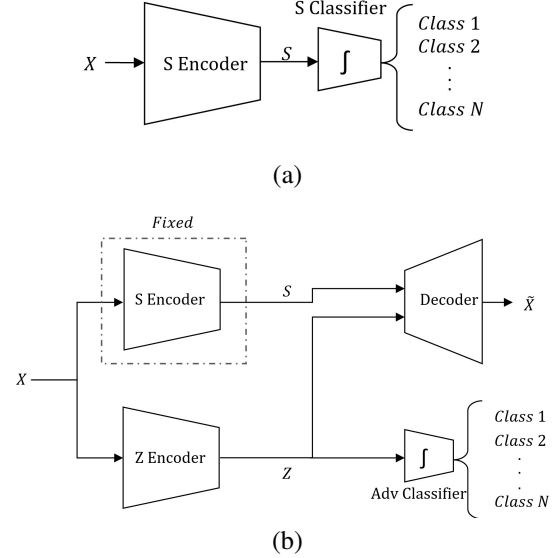 S Classifier
X
S Encoder
S
∫
Class 1
Class 2
.
.
.
Class N
(a)
Fixed
S Encoder
S
Decoder
X̃
X
Z Encoder
Z
∫
Adv Classifier
Class 1
Class 2
.
.
.
Class N
(b)